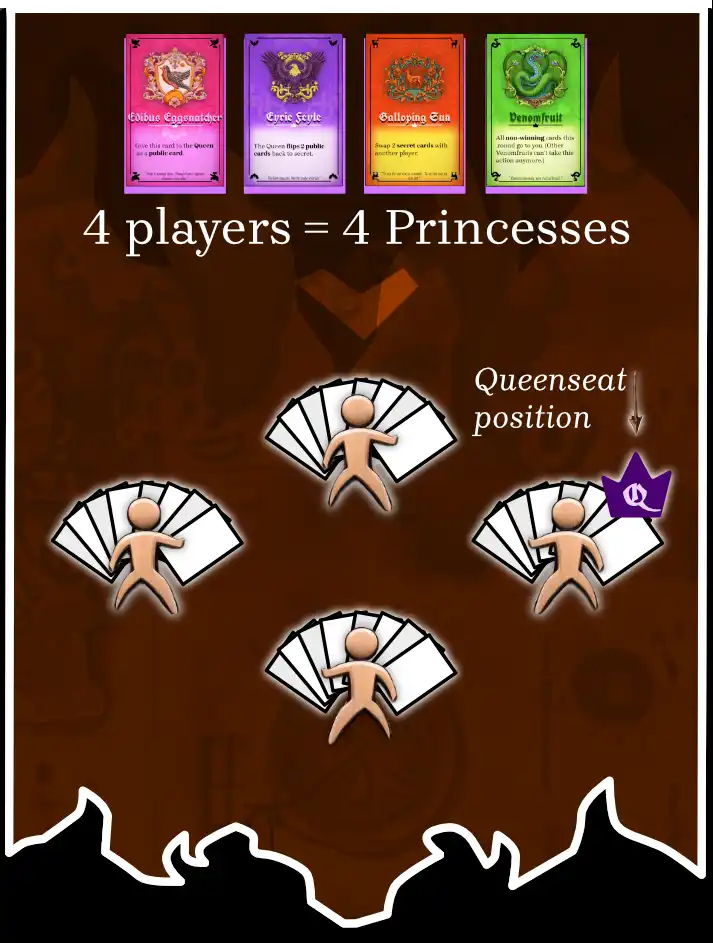 Edibus Eggsnatcher
Give this card to the Queen
as a public card.
Eyrie Feyle
The Queen flips 2 public
cards back to secret.
Galloping Sun
Swap 2 secret cards with
another player.
Venomfruit
All non-winning cards this
round go to you (Other
Venomfruits can't take this
action anymore.)
4 players = 4 Princesses
Queenseat
position
Q